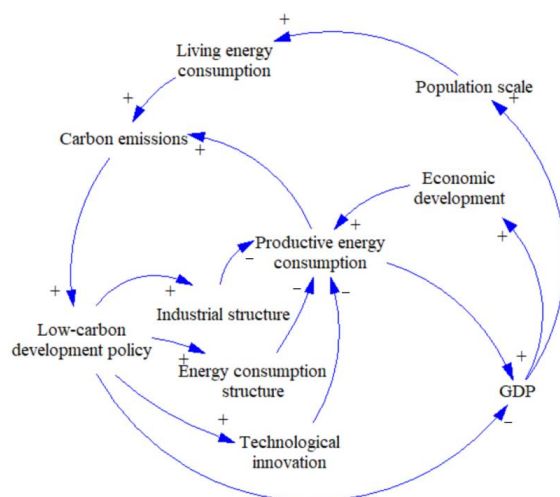 +
Living energy
consumption
+
Population scale
+
+
Carbon emissions
+
Economic
development
+
+
Productive energy
consumption
−
+
+
Industrial structure
−
−
Low-carbon
development policy
+
Energy consumption
structure
+
GDP
−
+
Technological
innovation